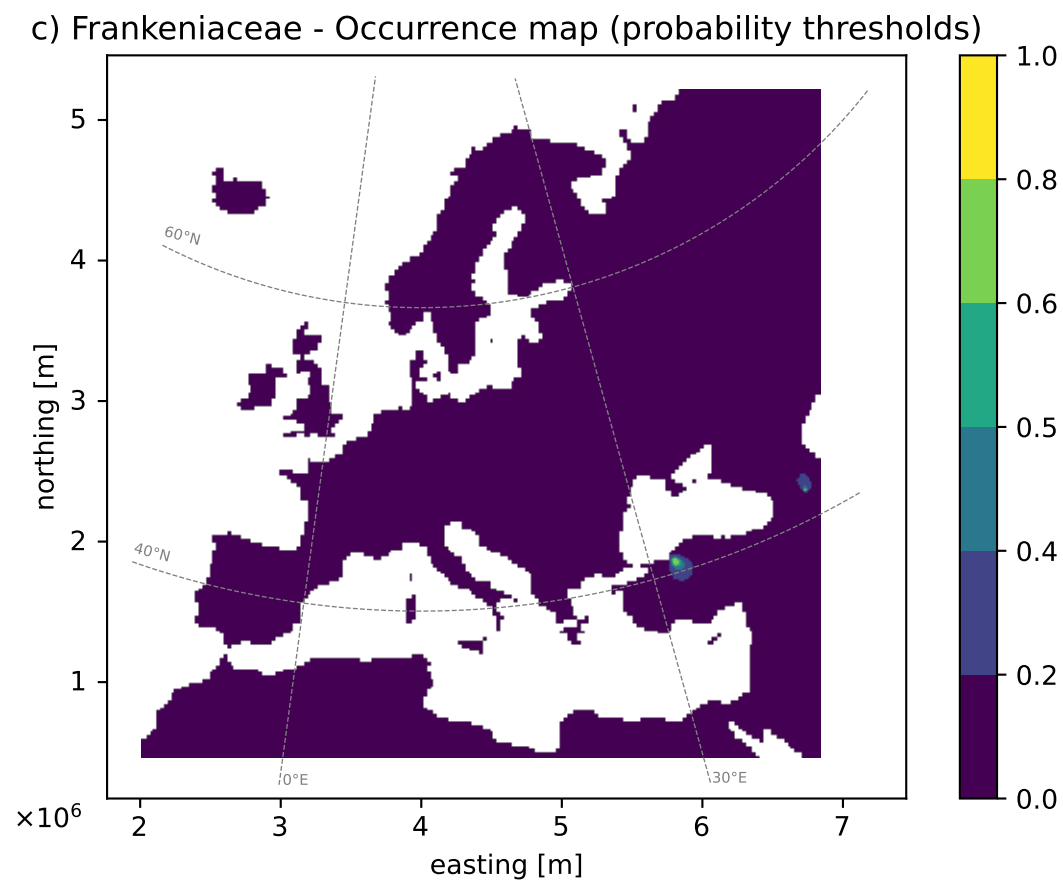 c) Frankeniaceae - Occurrence map (probability thresholds)
northing [m]
5
4
3
2
1
60°N
40°N
0°E
30°E
×10⁶
2 3 4 5 6 7
easting [m]
1.0
0.8
0.6
0.5
0.4
0.2
0.0